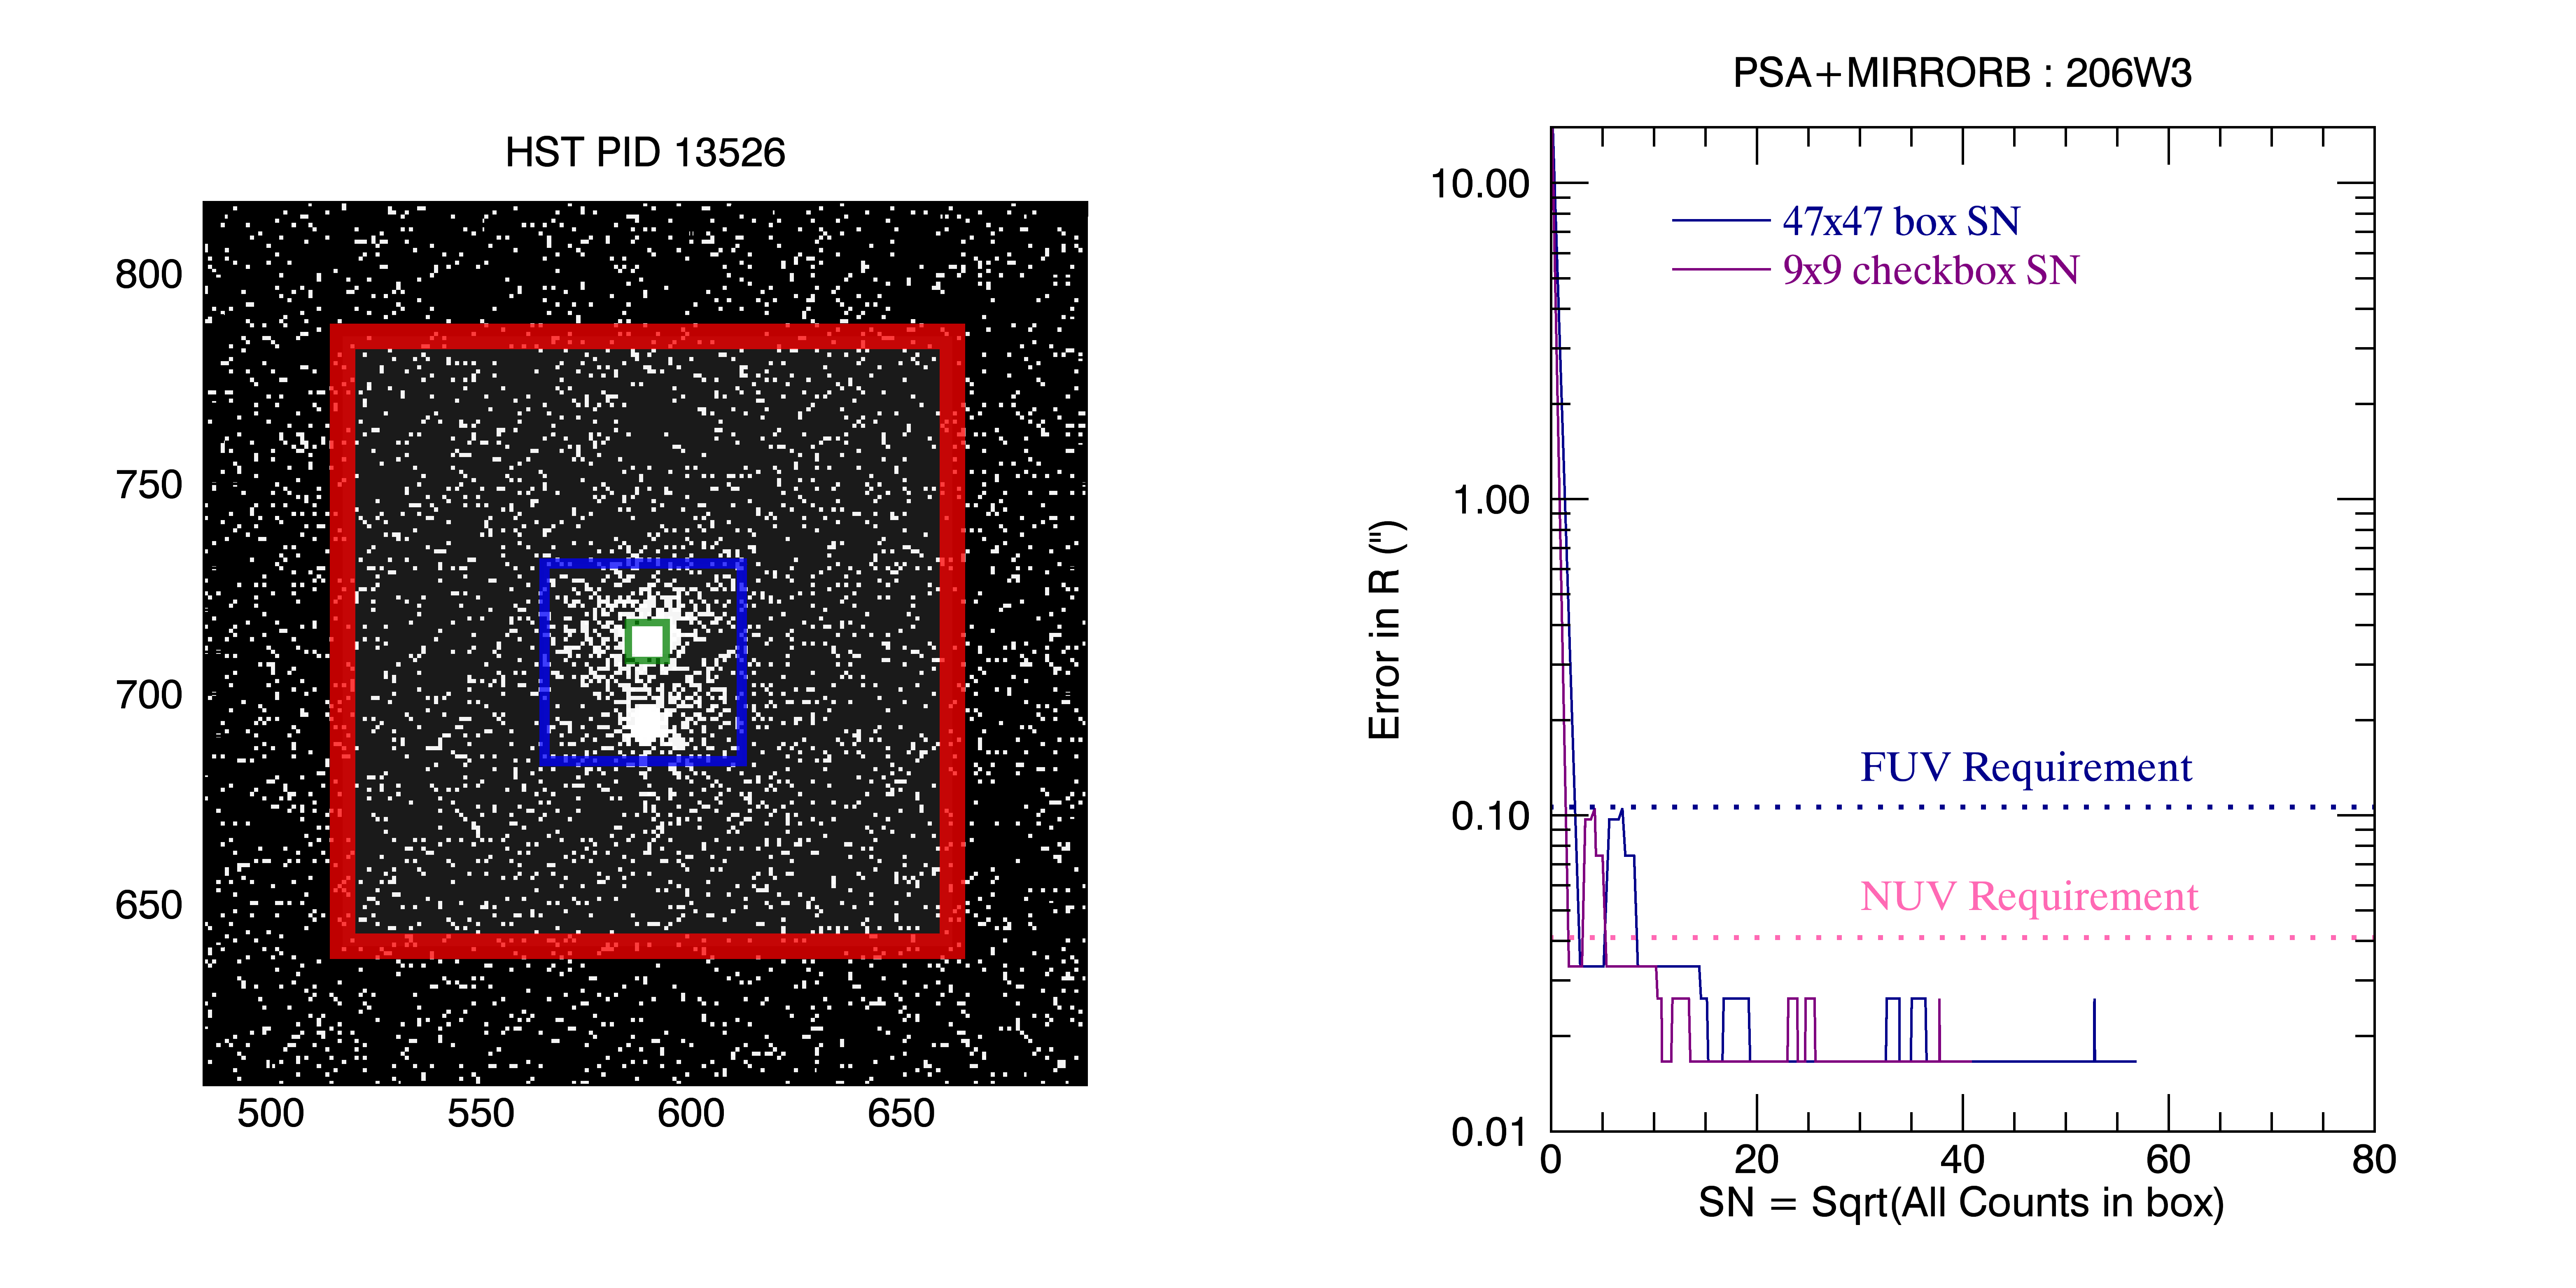 HST PID 13526
800
750
700
650
500 550 600 650
PSA+MIRRORB : 206W3
10.00
1.00
0.10
0.01
Error in R (")
47x47 box SN
9x9 checkbox SN
FUV Requirement
NUV Requirement
0 20 40 60 80
SN = Sqrt(All Counts in box)